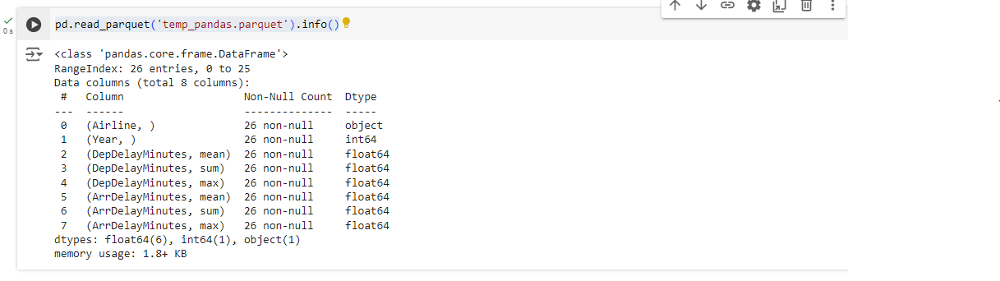 pd.read_parquet('temp_pandas.parquet').info()
0s
<class 'pandas.core.frame.DataFrame'>
RangeIndex: 26 entries, 0 to 25
Data columns (total 8 columns):
 #   Column                   Non-Null Count  Dtype
---  ------                   --------------  -----
 0   (Airline, )              26 non-null     object
 1   (Year, )                 26 non-null     int64
 2   (DepDelayMinutes, mean)  26 non-null     float64
 3   (DepDelayMinutes, sum)   26 non-null     float64
 4   (DepDelayMinutes, max)   26 non-null     float64
 5   (ArrDelayMinutes, mean)  26 non-null     float64
 6   (ArrDelayMinutes, sum)   26 non-null     float64
 7   (ArrDelayMinutes, max)   26 non-null     float64
dtypes: float64(6), int64(1), object(1)
memory usage: 1.8+ KB